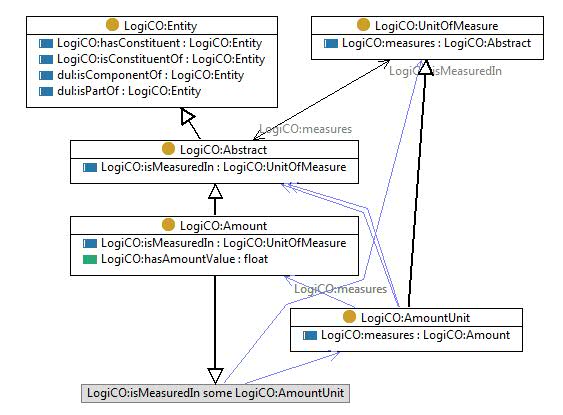 LogiCO:Entity
LogiCO:hasConstituent : LogiCO:Entity
LogiCO:isConstituentOf : LogiCO:Entity
dul:isComponentOf : LogiCO:Entity
dul:isPartOf : LogiCO:Entity
LogiCO:UnitOfMeasure
LogiCO:measures : LogiCO:Abstract
LogiCO:isMeasuredIn
LogiCO:measures
LogiCO:Abstract
LogiCO:isMeasuredIn : LogiCO:UnitOfMeasure
LogiCO:Amount
LogiCO:isMeasuredIn : LogiCO:UnitOfMeasure
LogiCO:hasAmountValue : float
LogiCO:measures
LogiCO:AmountUnit
LogiCO:measures : LogiCO:Amount
LogiCO:isMeasuredIn some LogiCO:AmountUnit